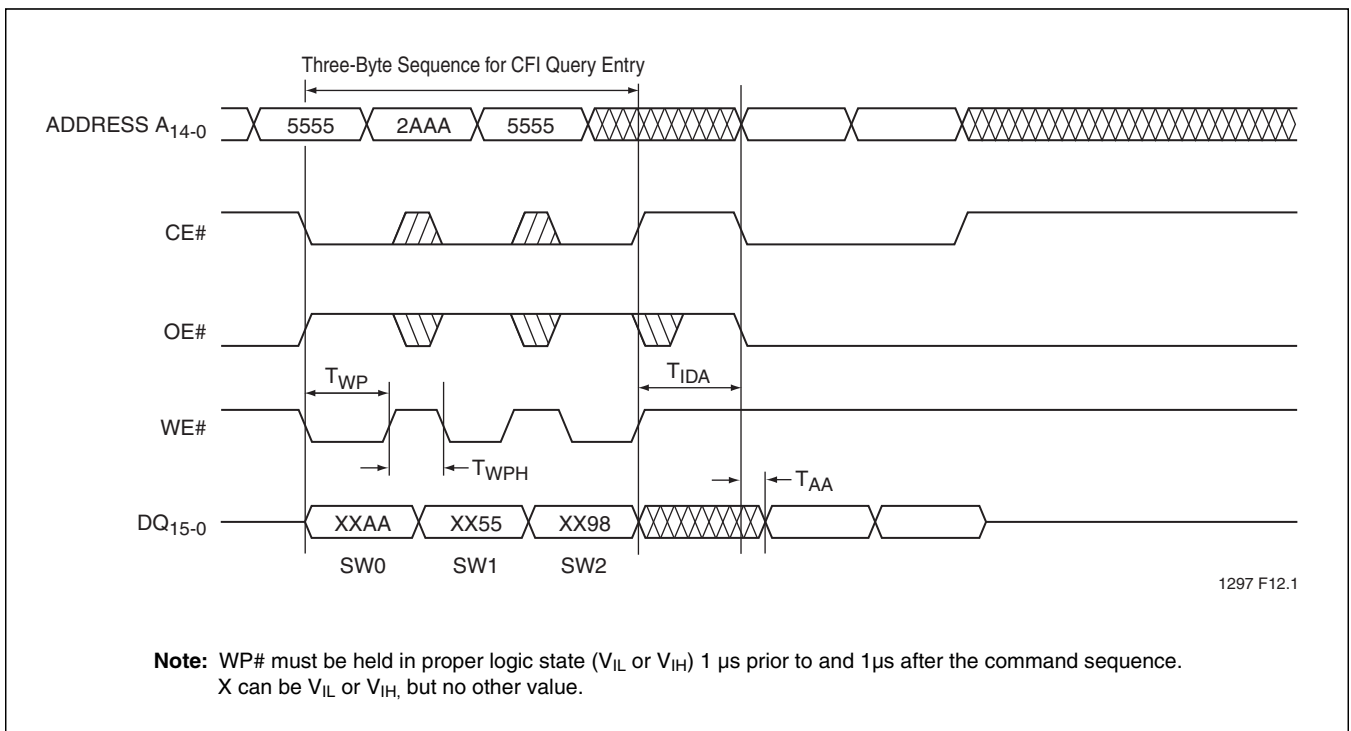 Three-Byte Sequence for CFI Query Entry
ADDRESS A14-0 5555 2AAA 5555
CE#
OE#
TWP TIDA
WE#
TWPH
TAA
DQ15-0 XXAA XX55 XX98
SW0 SW1 SW2
1297 F12.1
Note: WP# must be held in proper logic state (VIL or VIH) 1 µs prior to and 1µs after the command sequence.
X can be VIL or VIH, but no other value.